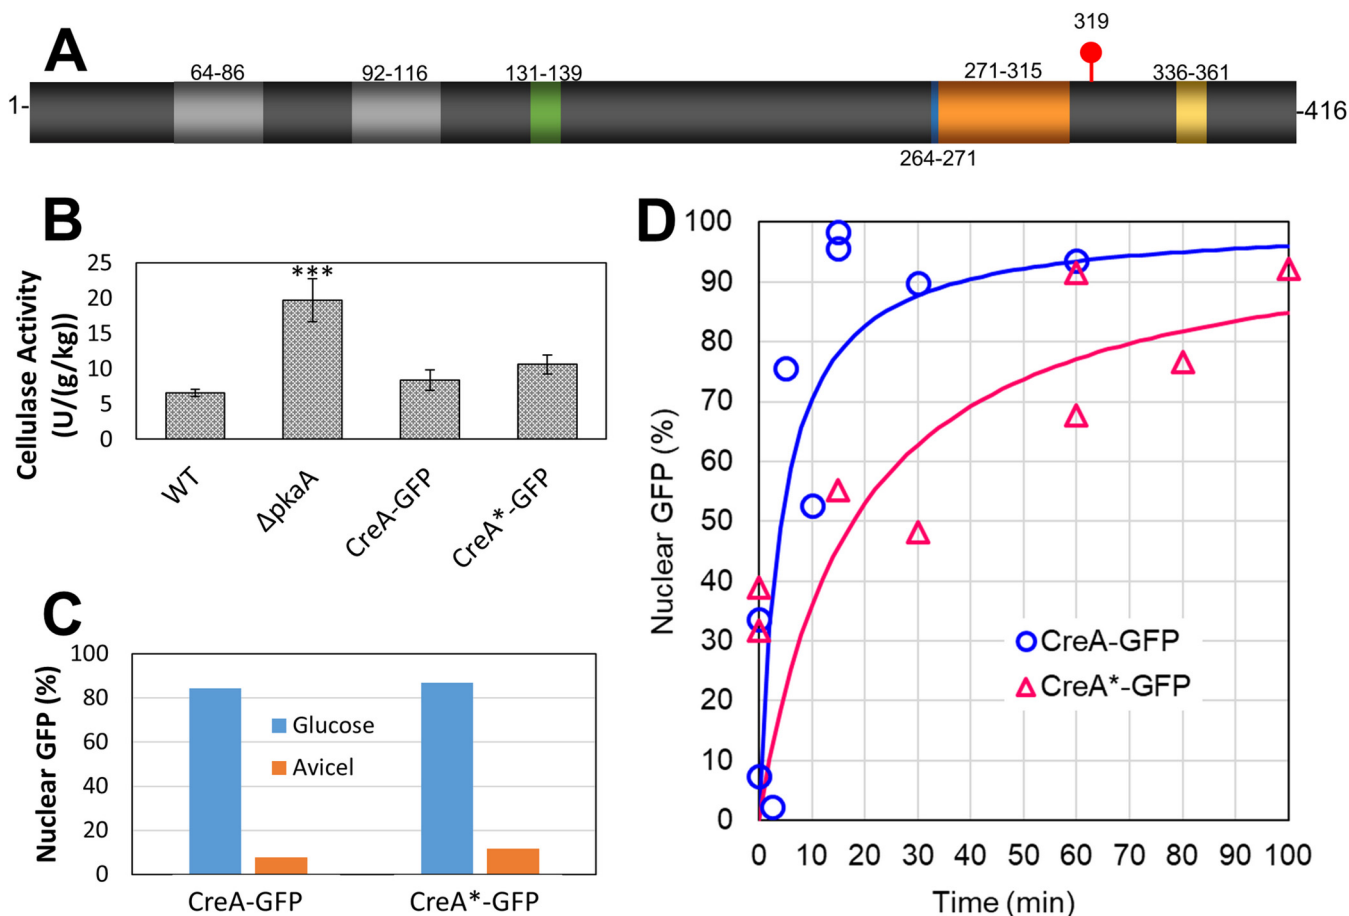 A
319
64-86
92-116
131-139
271-315
336-361
1-
-416
264-271
B
Cellulase Activity
(U/(g/kg))
25
20
15
10
5
0
***
WT
ΔpkaA
CreA-GFP
CreA*-GFP
C
Nuclear GFP (%)
100
80
60
40
20
0
Glucose
Avicel
CreA-GFP
CreA*-GFP
D
Nuclear GFP (%)
100
90
80
70
60
50
40
30
20
10
0
CreA-GFP
CreA*-GFP
0 10 20 30 40 50 60 70 80 90 100
Time (min)